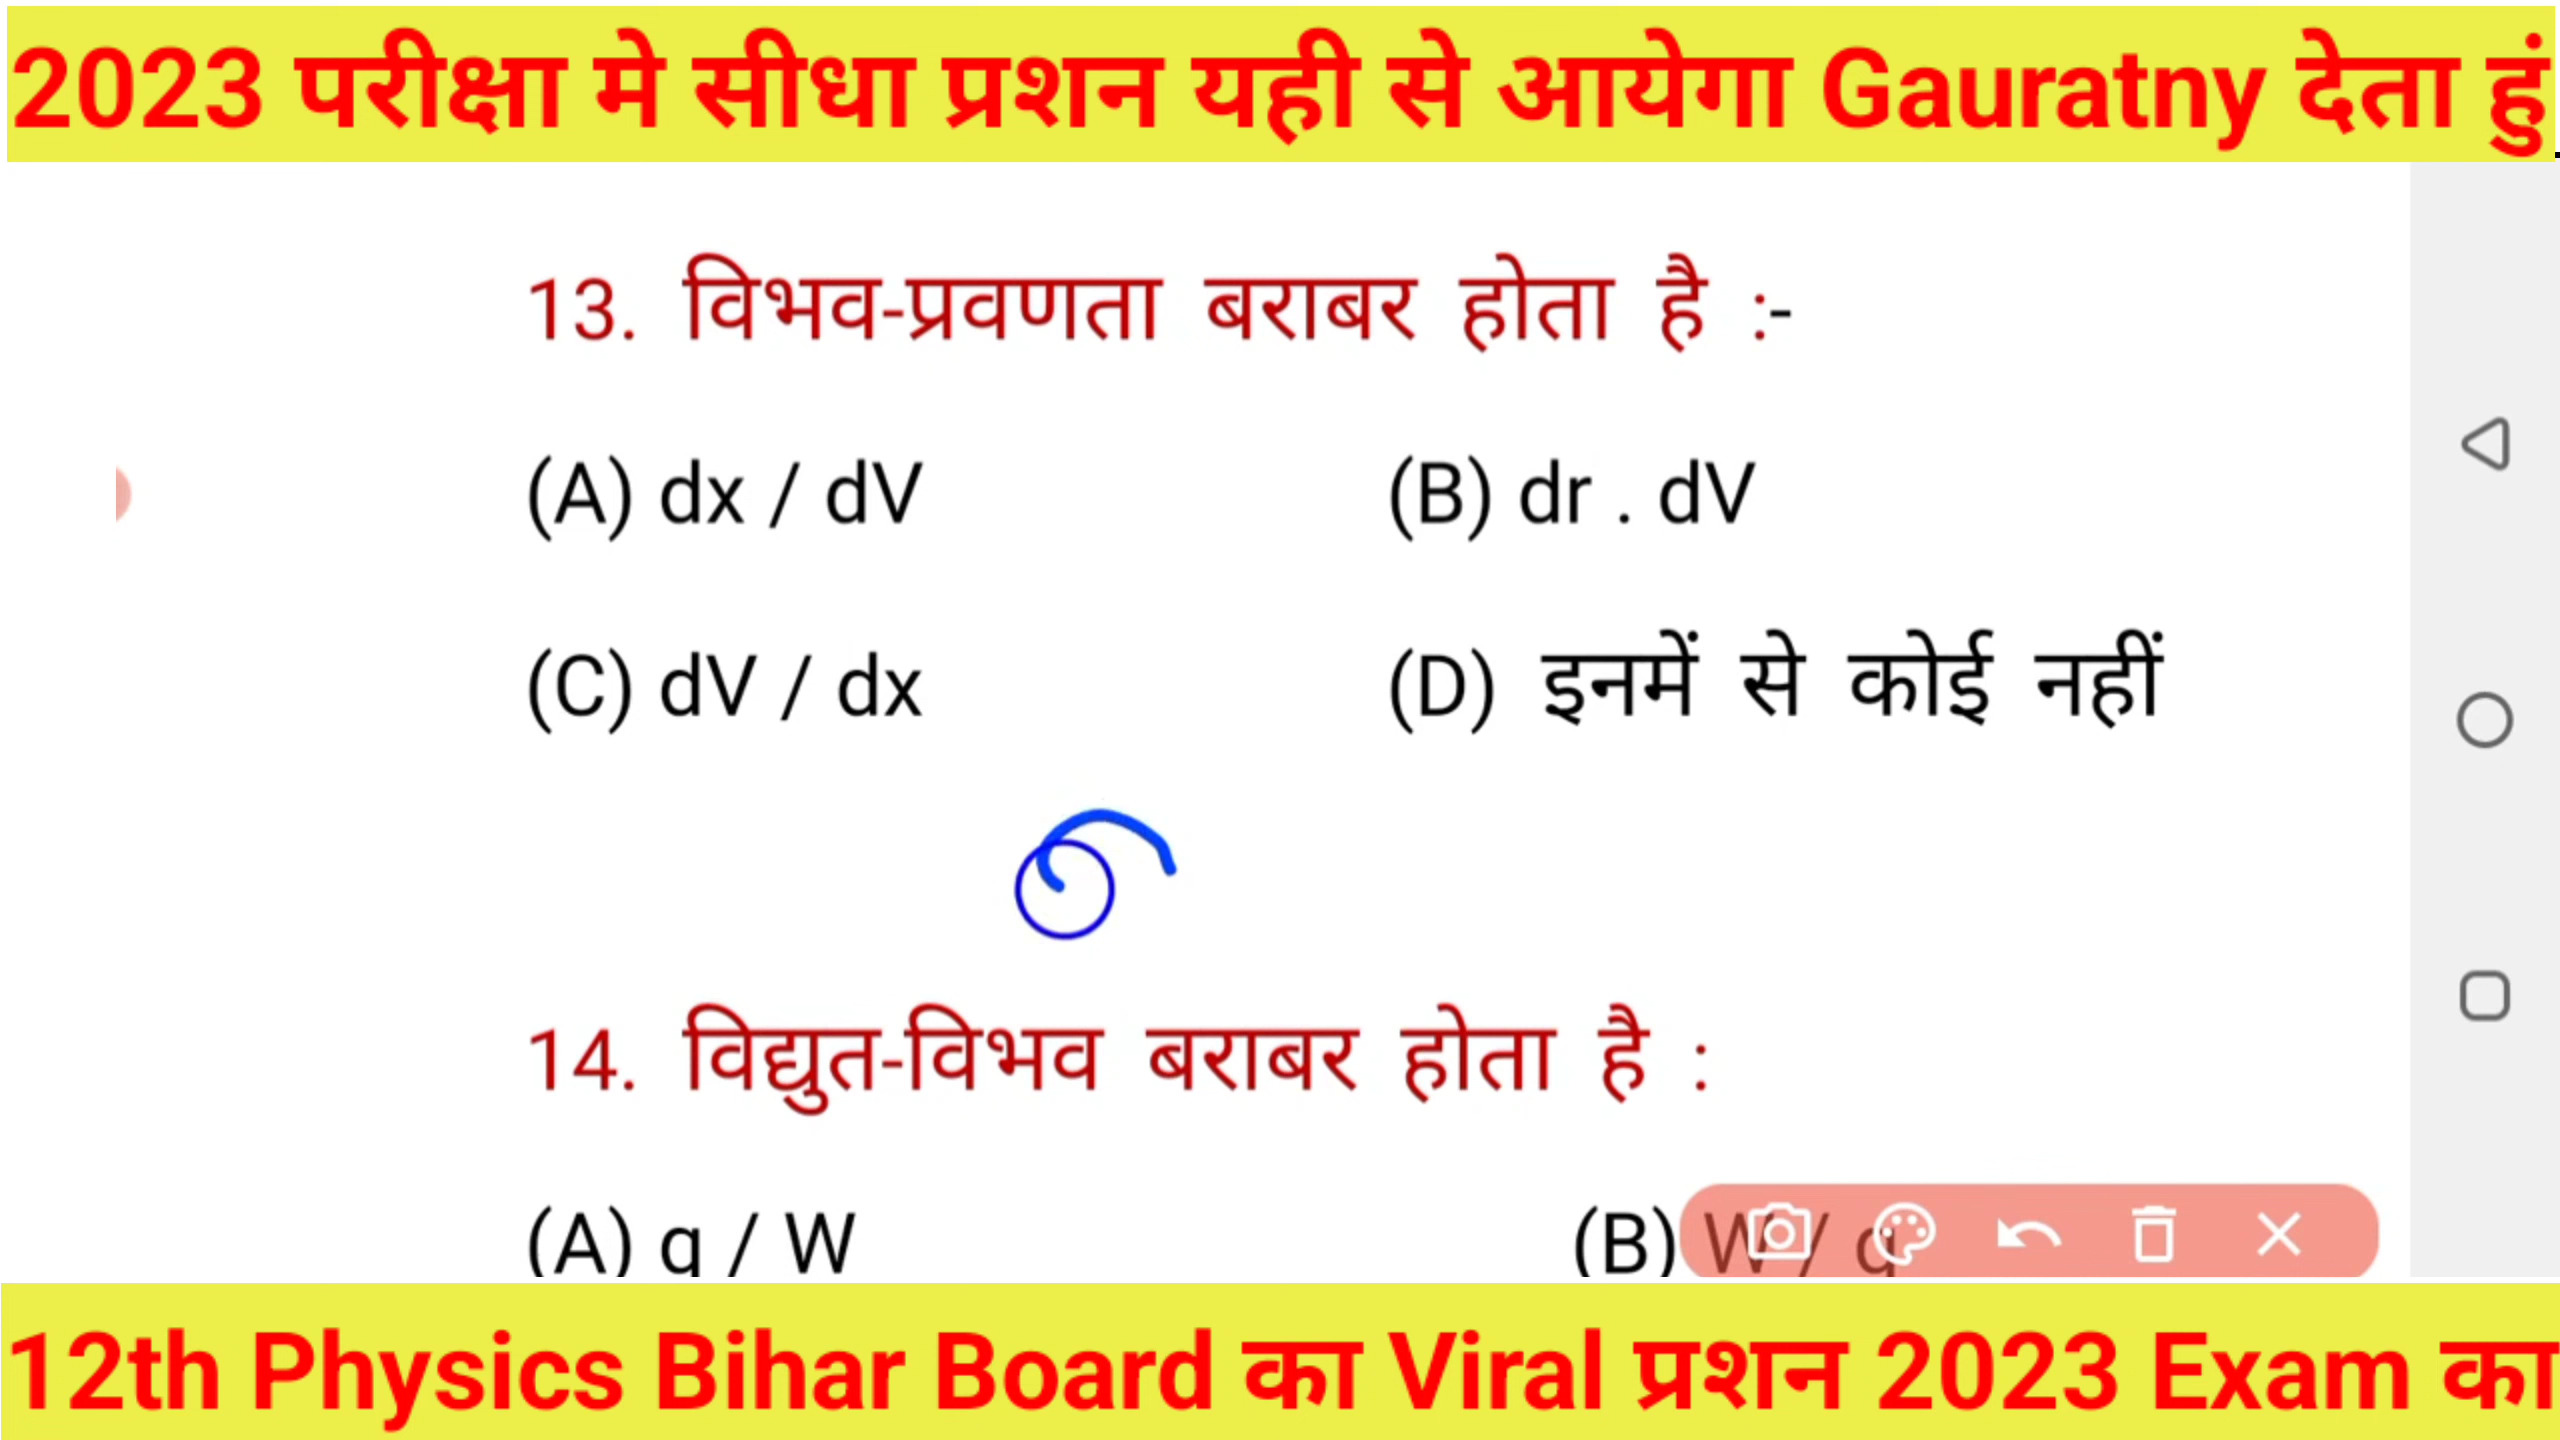 2023 परीक्षा मे सीधा प्रशन यही से आयेगा Gauratny देता हुं
13. विभव-प्रवणता बराबर होता है :-
(A) dx / dV (B) dr . dV
(C) dV / dx (D) इनमें से कोई नहीं
14. विद्युत-विभव बराबर होता है :
(A) q / W (B) W / q
12th Physics Bihar Board का Viral प्रशन 2023 Exam का